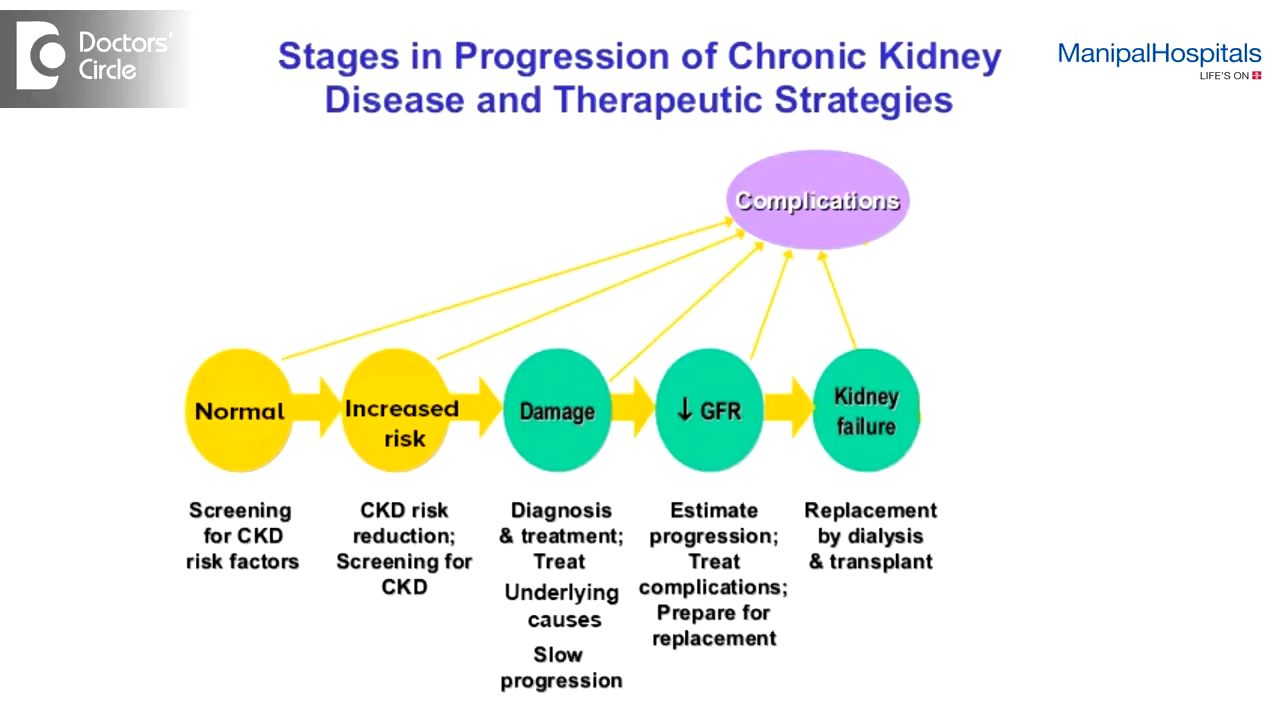 Doctors'
Circle
Stages in Progression of Chronic Kidney
Disease and Therapeutic Strategies
ManipalHospitals
LIFE'S ON
Complications
Normal
Increased
risk
Damage
↓ GFR
Kidney
failure
Screening
for CKD
risk factors
CKD risk
reduction;
Screening for
CKD
Diagnosis
& treatment;
Treat
Underlying
causes
Slow
progression
Estimate
progression;
Treat
complications;
Prepare for
replacement
Replacement
by dialysis
& transplant